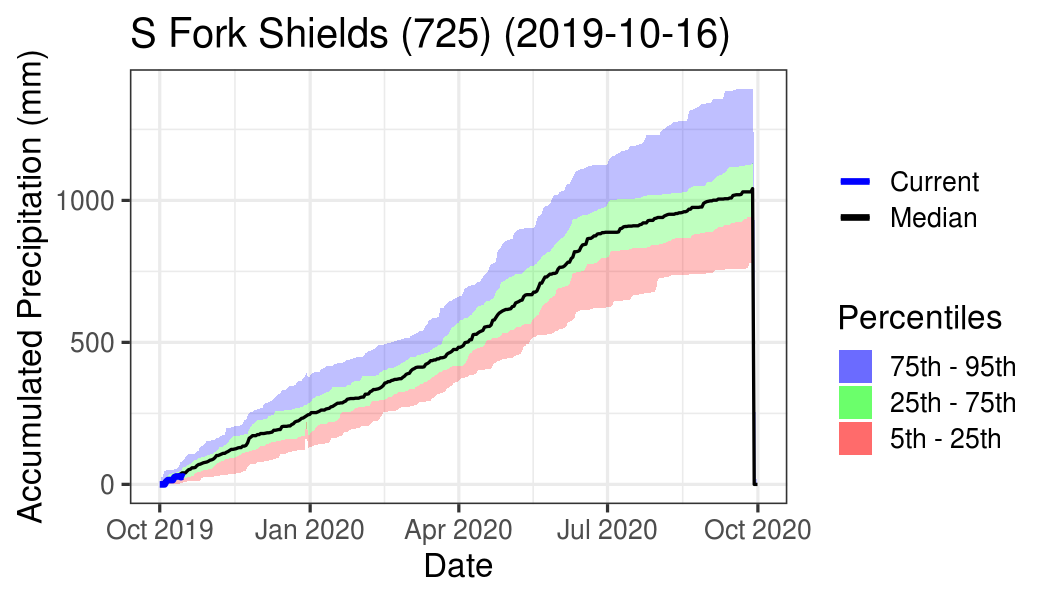 S Fork Shields (725) (2019-10-16)
Accumulated Precipitation (mm)
1000
500
0
Oct 2019
Jan 2020
Apr 2020
Jul 2020
Oct 2020
Date
Current
Median
Percentiles
75th - 95th
25th - 75th
5th - 25th